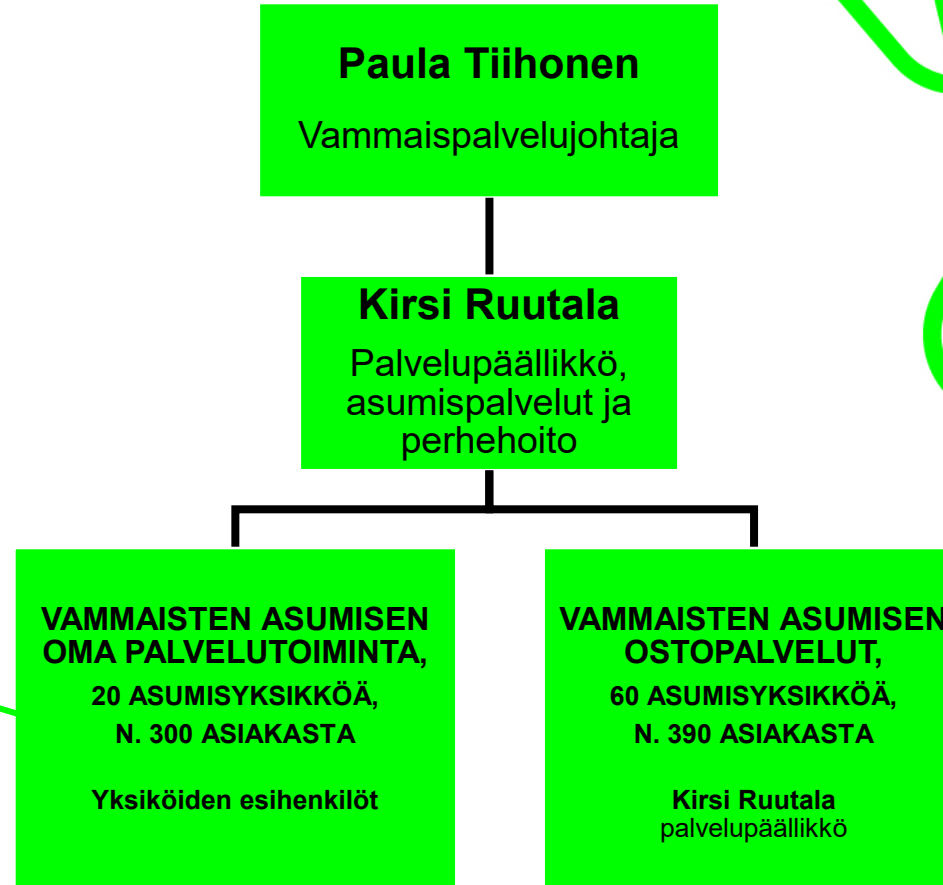 Paula Tiihonen
Vammaispalvelujohtaja
Kirsi Ruutala
Palvelupäällikkö,
asumispalvelut ja
perhehoito
VAMMAISTEN ASUMISEN
OMA PALVELUTOIMINTA,
20 ASUMISYKSIKKÖÄ,
N. 300 ASIAKASTA
Yksiköiden esihenkilöt
VAMMAISTEN ASUMISEN
OSTOPALVELUT,
60 ASUMISYKSIKKÖÄ,
N. 390 ASIAKASTA
Kirsi Ruutala
palvelupäällikkö